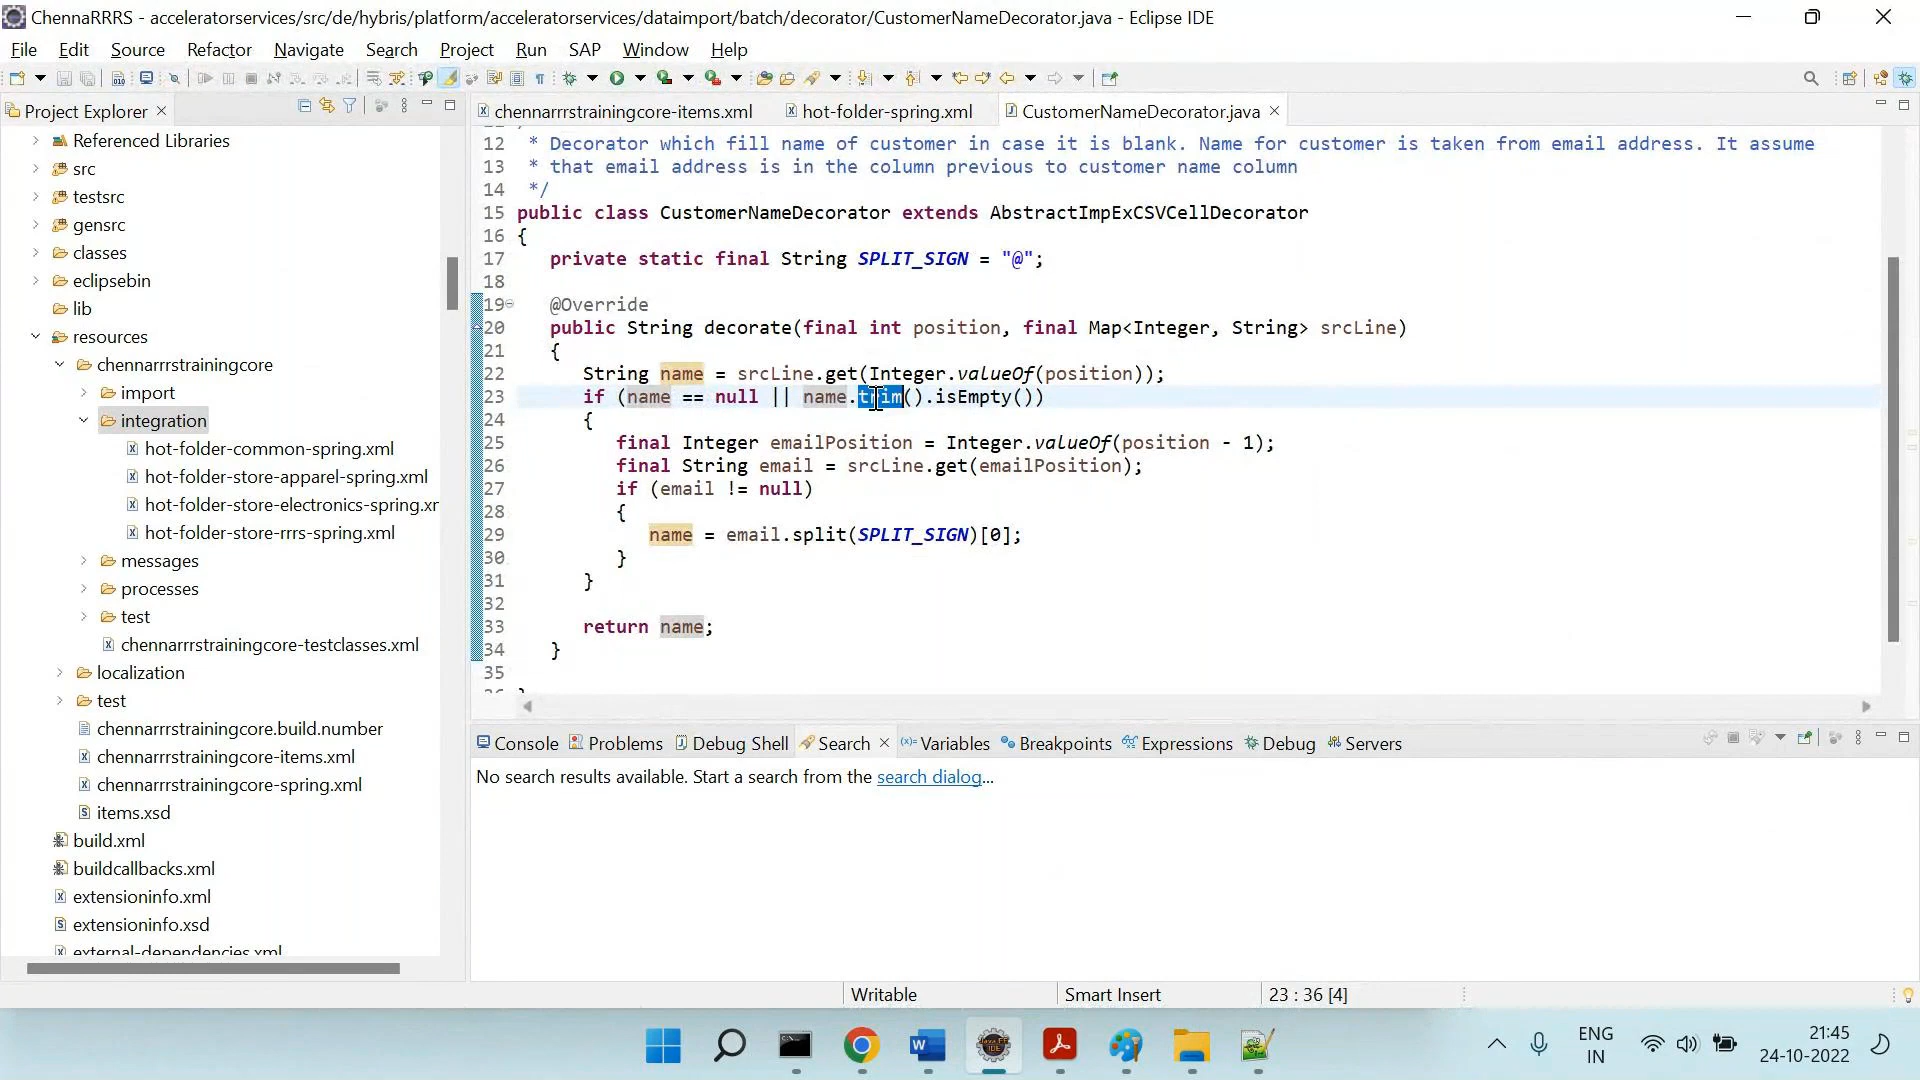 ChennaRRRS - acceleratorservices/src/de/hybris/platform/acceleratorservices/dataimport/batch/decorator/CustomerNameDecorator.java - Eclipse IDE
File Edit Source Refactor Navigate Search Project Run SAP Window Help
Project Explorer
Referenced Libraries
src
testsrc
gensrc
classes
eclipsebin
lib
resources
chennarrrstrainingcore
import
integration
hot-folder-common-spring.xml
hot-folder-store-apparel-spring.xml
hot-folder-store-electronics-spring.xr
hot-folder-store-rrrs-spring.xml
messages
processes
test
chennarrrstrainingcore-testclasses.xml
localization
test
chennarrrstrainingcore.build.number
chennarrrstrainingcore-items.xml
chennarrrstrainingcore-spring.xml
items.xsd
build.xml
buildcallbacks.xml
extensioninfo.xml
extensioninfo.xsd
external-dependencies.xml
chennarrrstrainingcore-items.xml hot-folder-spring.xml CustomerNameDecorator.java
12 * Decorator which fill name of customer in case it is blank. Name for customer is taken from email address. It assume
13 * that email address is in the column previous to customer name column
14 */
15 public class CustomerNameDecorator extends AbstractImpExCSVCellDecorator
16 {
17 private static final String SPLIT_SIGN = "@";
18
19 @Override
20 public String decorate(final int position, final Map<Integer, String> srcLine)
21 {
22 String name = srcLine.get(Integer.valueOf(position));
23 if (name == null || name.trim().isEmpty())
24 {
25 final Integer emailPosition = Integer.valueOf(position - 1);
26 final String email = srcLine.get(emailPosition);
27 if (email != null)
28 {
29 name = email.split(SPLIT_SIGN)[0];
30 }
31 }
32
33 return name;
34 }
35
Console Problems Debug Shell Search Variables Breakpoints Expressions Debug Servers
No search results available. Start a search from the search dialog...
Writable Smart Insert 23 : 36 [4]
ENG
IN
21:45
24-10-2022